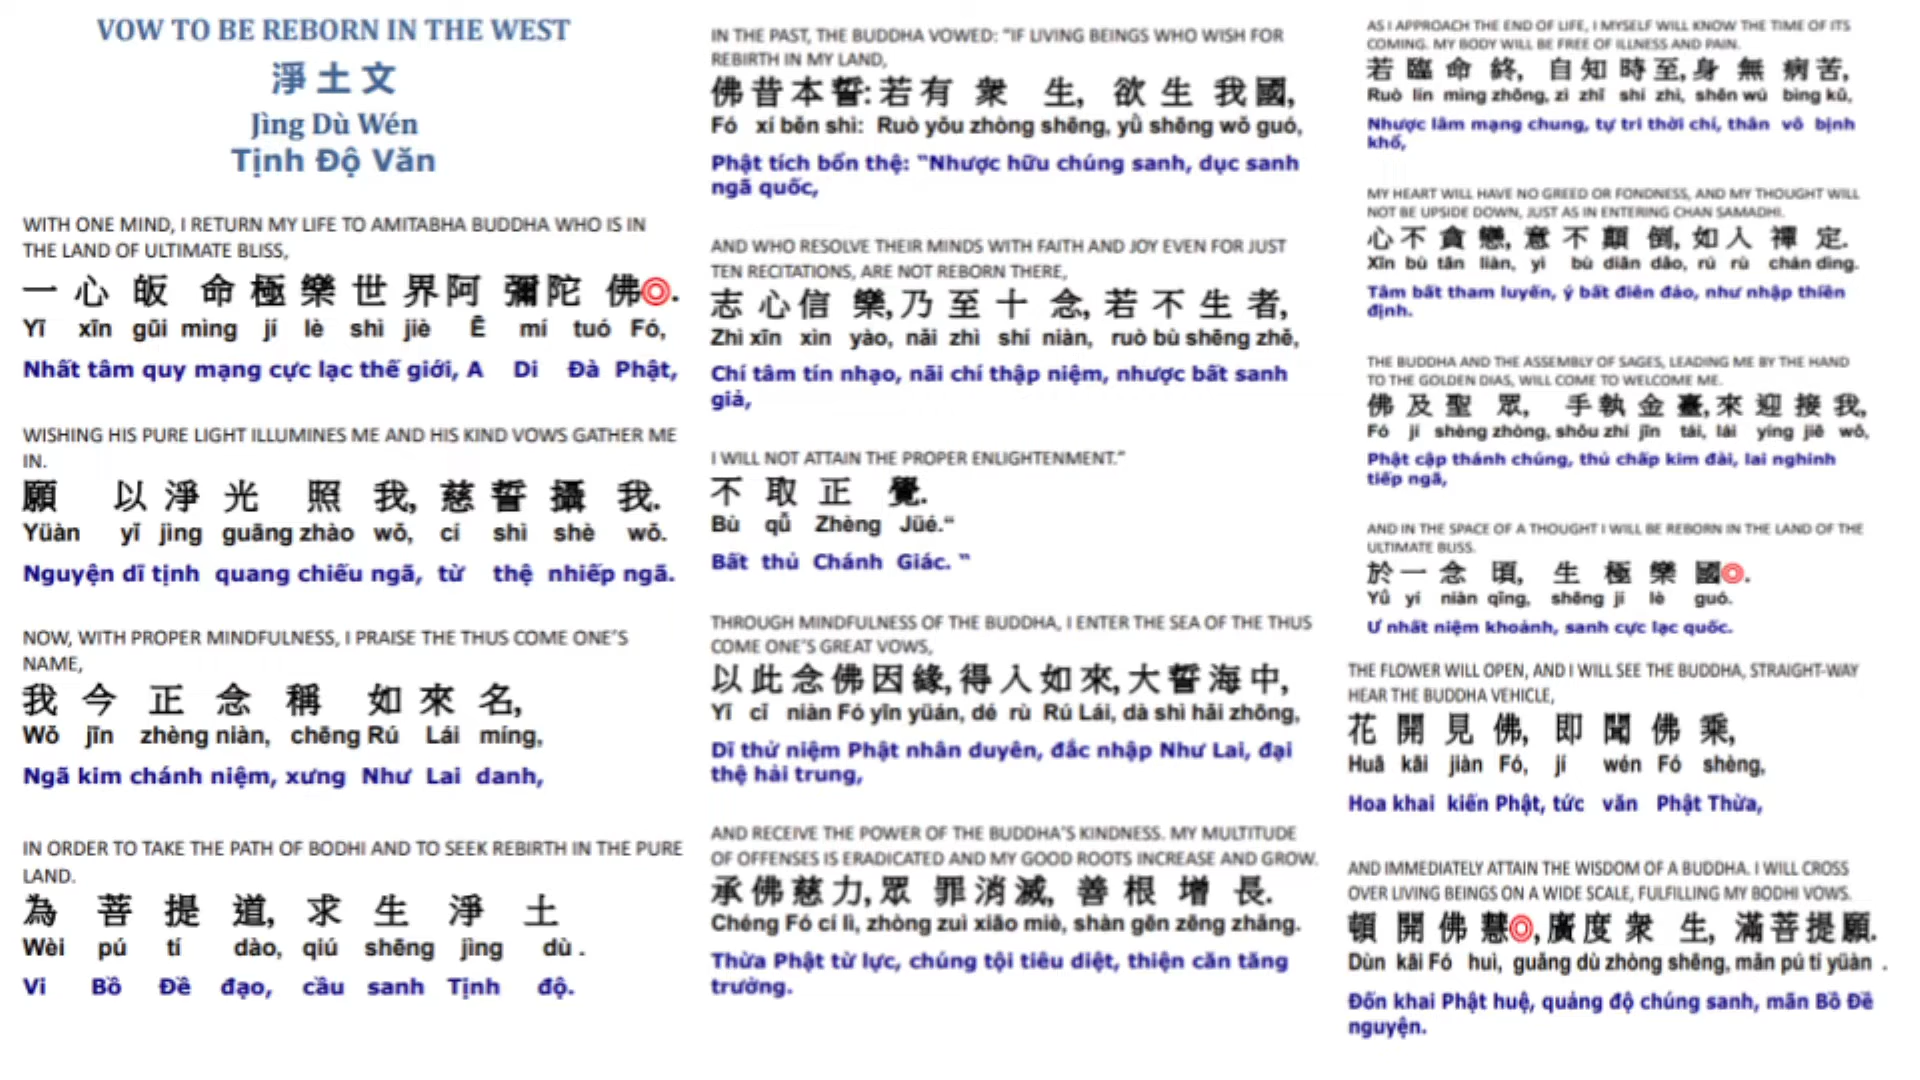 VOW TO BE REBORN IN THE WEST
淨土文
Jìng Dù Wén
Tịnh Độ Văn
WITH ONE MIND, I RETURN MY LIFE TO AMITABHA BUDDHA WHO IS IN
THE LAND OF ULTIMATE BLISS,
一心皈命極樂世界阿彌陀佛◎.
Yī xīn gūi mìng jí lè shì jiè Ē mí tuó Fó,
Nhất tâm quy mạng cực lạc thế giới, A Di Đà Phật,
WISHING HIS PURE LIGHT ILLUMINES ME AND HIS KIND VOWS GATHER ME
IN.
願以淨光照我, 慈誓攝我.
Yüàn yǐ jìng guāng zhào wǒ, cí shì shè wǒ.
Nguyện dĩ tịnh quang chiếu ngã, từ thệ nhiếp ngã.
NOW, WITH PROPER MINDFULNESS, I PRAISE THE THUS COME ONE'S
NAME,
我今正念稱如來名,
Wǒ jīn zhèng niàn, chēng Rú Lái míng,
Ngã kim chánh niệm, xưng Như Lai danh,
IN ORDER TO TAKE THE PATH OF BODHI AND TO SEEK REBIRTH IN THE PURE
LAND.
為菩提道, 求生淨土
Wèi pú tí dào, qiú shēng jìng dù .
Vi Bồ Đề đạo, cầu sanh Tịnh độ.
IN THE PAST, THE BUDDHA VOWED: "IF LIVING BEINGS WHO WISH FOR
REBIRTH IN MY LAND,
佛昔本誓: 若有衆生, 欲生我國,
Fó xí běn shì: Ruò yǒu zhòng shēng, yǜ shēng wǒ guó,
Phật tích bổn thệ: "Nhược hữu chúng sanh, dục sanh
ngã quốc,
AND WHO RESOLVE THEIR MINDS WITH FAITH AND JOY EVEN FOR JUST
TEN RECITATIONS, ARE NOT REBORN THERE,
志心信樂, 乃至十念, 若不生者,
Zhì xīn xìn yào, nǎi zhì shí niàn, ruò bù shēng zhě,
Chí tâm tín nhạo, nãi chí thập niệm, nhược bất sanh
giả,
I WILL NOT ATTAIN THE PROPER ENLIGHTENMENT."
不取正覺.
Bù qǚ Zhèng Jüé."
Bất thủ Chánh Giác. "
THROUGH MINDFULNESS OF THE BUDDHA, I ENTER THE SEA OF THE THUS
COME ONE'S GREAT VOWS,
以此念佛因緣, 得入如來, 大誓海中,
Yǐ cǐ niàn Fó yīn yüán, dé rù Rú Lái, dà shì hǎi zhōng,
Dĩ thử niệm Phật nhân duyên, đắc nhập Như Lai, đại
thệ hải trung,
AND RECEIVE THE POWER OF THE BUDDHA'S KINDNESS. MY MULTITUDE
OF OFFENSES IS ERADICATED AND MY GOOD ROOTS INCREASE AND GROW.
承佛慈力, 眾罪消滅, 善根增長.
Chéng Fó cí lì, zhòng zuì xiāo miè, shàn gēn zēng zhǎng.
Thừa Phật từ lực, chúng tội tiêu diệt, thiện căn tăng
trưởng.
AS I APPROACH THE END OF LIFE, I MYSELF WILL KNOW THE TIME OF ITS
COMING. MY BODY WILL BE FREE OF ILLNESS AND PAIN.
若臨命終, 自知時至, 身無病苦,
Ruò lín mìng zhōng, zì zhī shí zhì, shēn wú bìng kǔ,
Nhược lâm mạng chung, tự tri thời chí, thân vô bịnh
khổ,
MY HEART WILL HAVE NO GREED OR FONDNESS, AND MY THOUGHT WILL
NOT BE UPSIDE DOWN, JUST AS IN ENTERING CHAN SAMADHI.
心不貪戀, 意不顛倒, 如入禪定.
Xīn bù tān liàn, yì bù diān dǎo, rú rù chán dìng.
Tâm bất tham luyến, ý bất điên đảo, như nhập thiền
định.
THE BUDDHA AND THE ASSEMBLY OF SAGES, LEADING ME BY THE HAND
TO THE GOLDEN DIAS, WILL COME TO WELCOME ME.
佛及聖眾, 手執金臺, 來迎接我,
Fó jí shèng zhòng, shǒu zhí jīn tái, lái yíng jiē wǒ,
Phật cập thánh chúng, thủ chấp kim đài, lai nghinh
tiếp ngã,
AND IN THE SPACE OF A THOUGHT I WILL BE REBORN IN THE LAND OF THE
ULTIMATE BLISS.
於一念頃, 生極樂國◎.
Yǘ yí niàn qǐng, shēng jí lè guó.
Ư nhất niệm khoảnh, sanh cực lạc quốc.
THE FLOWER WILL OPEN, AND I WILL SEE THE BUDDHA, STRAIGHT-WAY
HEAR THE BUDDHA VEHICLE,
花開見佛, 即聞佛乘,
Huā kāi jiàn Fó, jí wén Fó shèng,
Hoa khai kiến Phật, tức văn Phật Thừa,
AND IMMEDIATELY ATTAIN THE WISDOM OF A BUDDHA. I WILL CROSS
OVER LIVING BEINGS ON A WIDE SCALE, FULFILLING MY BODHI VOWS.
頓開佛慧◎, 廣度衆生, 滿菩提願.
Dùn kāi Fó huì, guǎng dù zhòng shēng, mǎn pú tí yüàn .
Đốn khai Phật huệ, quảng độ chúng sanh, mãn Bồ Đề
nguyện.